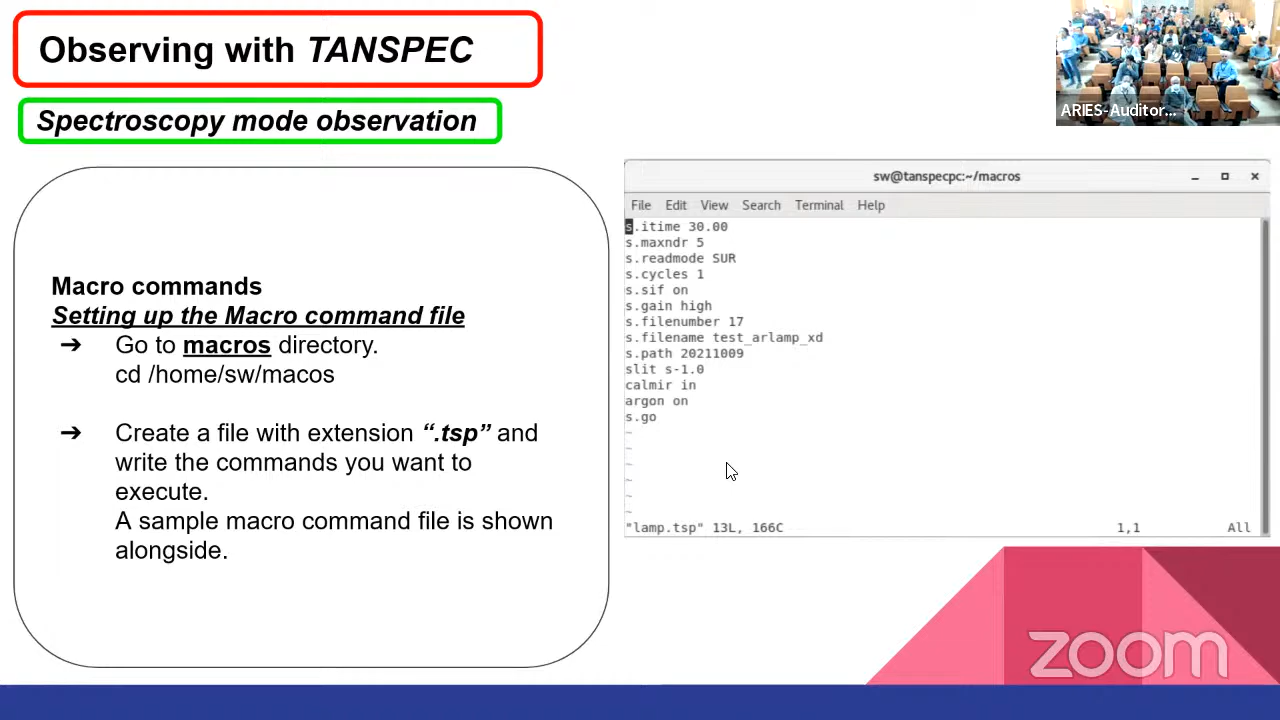 Observing with TANSPEC
Spectroscopy mode observation
ARIES-Auditor...
Macro commands
Setting up the Macro command file
➔ Go to macros directory.
cd /home/sw/macos
➔ Create a file with extension “.tsp” and
write the commands you want to
execute.
A sample macro command file is shown
alongside.
sw@tanspecpc:~/macros
File Edit View Search Terminal Help
s.itime 30.00
s.maxndr 5
s.readmode SUR
s.cycles 1
s.sif on
s.gain high
s.filenumber 17
s.filename test_arlamp_xd
s.path 20211009
slit s-1.0
calmir in
argon on
s.go
~
~
~
~
~
~
"lamp.tsp" 13L, 166C 1,1 All
zoom